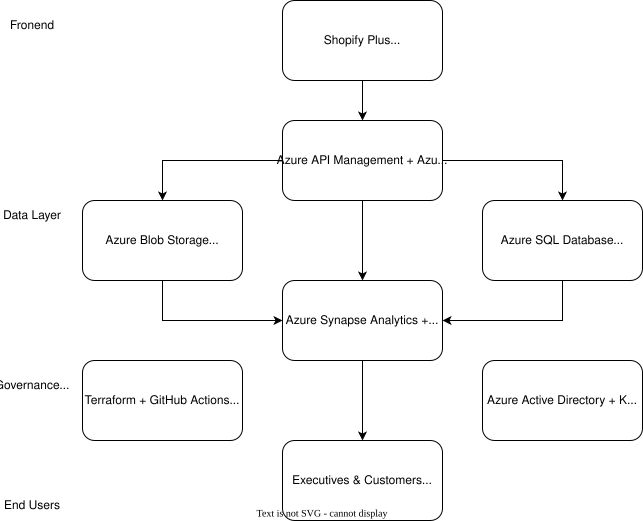 Fronend
Shopify Plus...
Azure API Management + Azu...
Data Layer
Azure Blob Storage...
Azure SQL Database...
Azure Synapse Analytics +...
Governance...
Terraform + GitHub Actions...
Azure Active Directory + K...
Executives & Customers...
End Users
Text is not SVG - cannot display